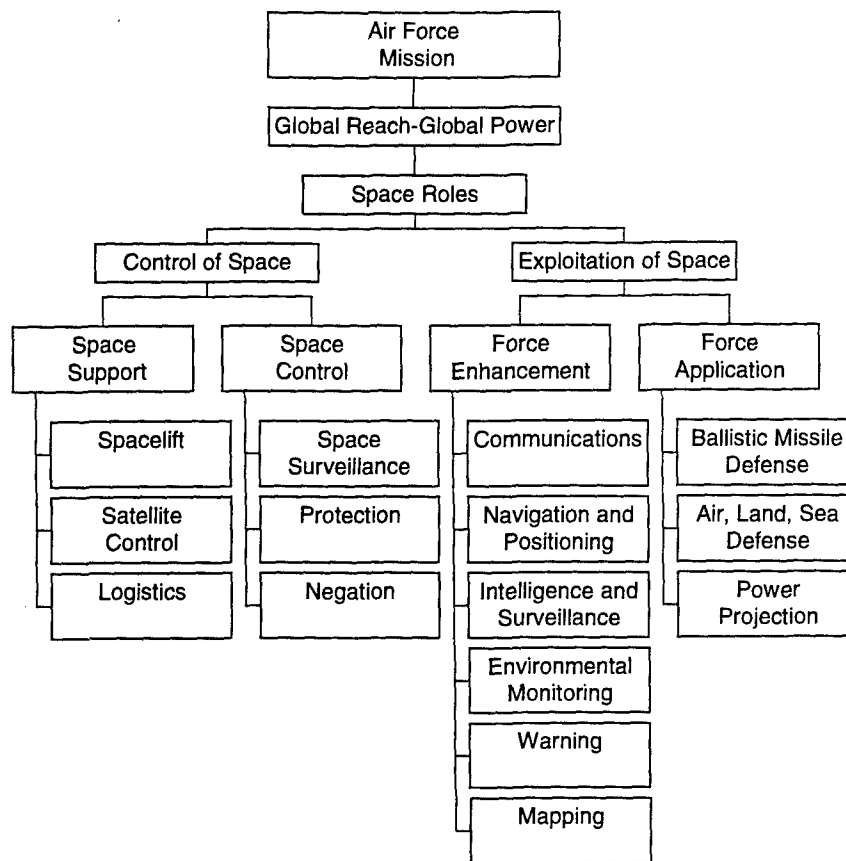 Air Force
Mission
Global Reach-Global Power
Space Roles
Control of Space
Exploitation of Space
Space
Support
Space
Control
Force
Enhancement
Force
Application
Spacelift
Satellite
Control
Logistics
Space
Surveillance
Protection
Negation
Communications
Navigation and
Positioning
Intelligence and
Surveillance
Environmental
Monitoring
Warning
Mapping
Ballistic Missile
Defense
Air, Land, Sea
Defense
Power
Projection